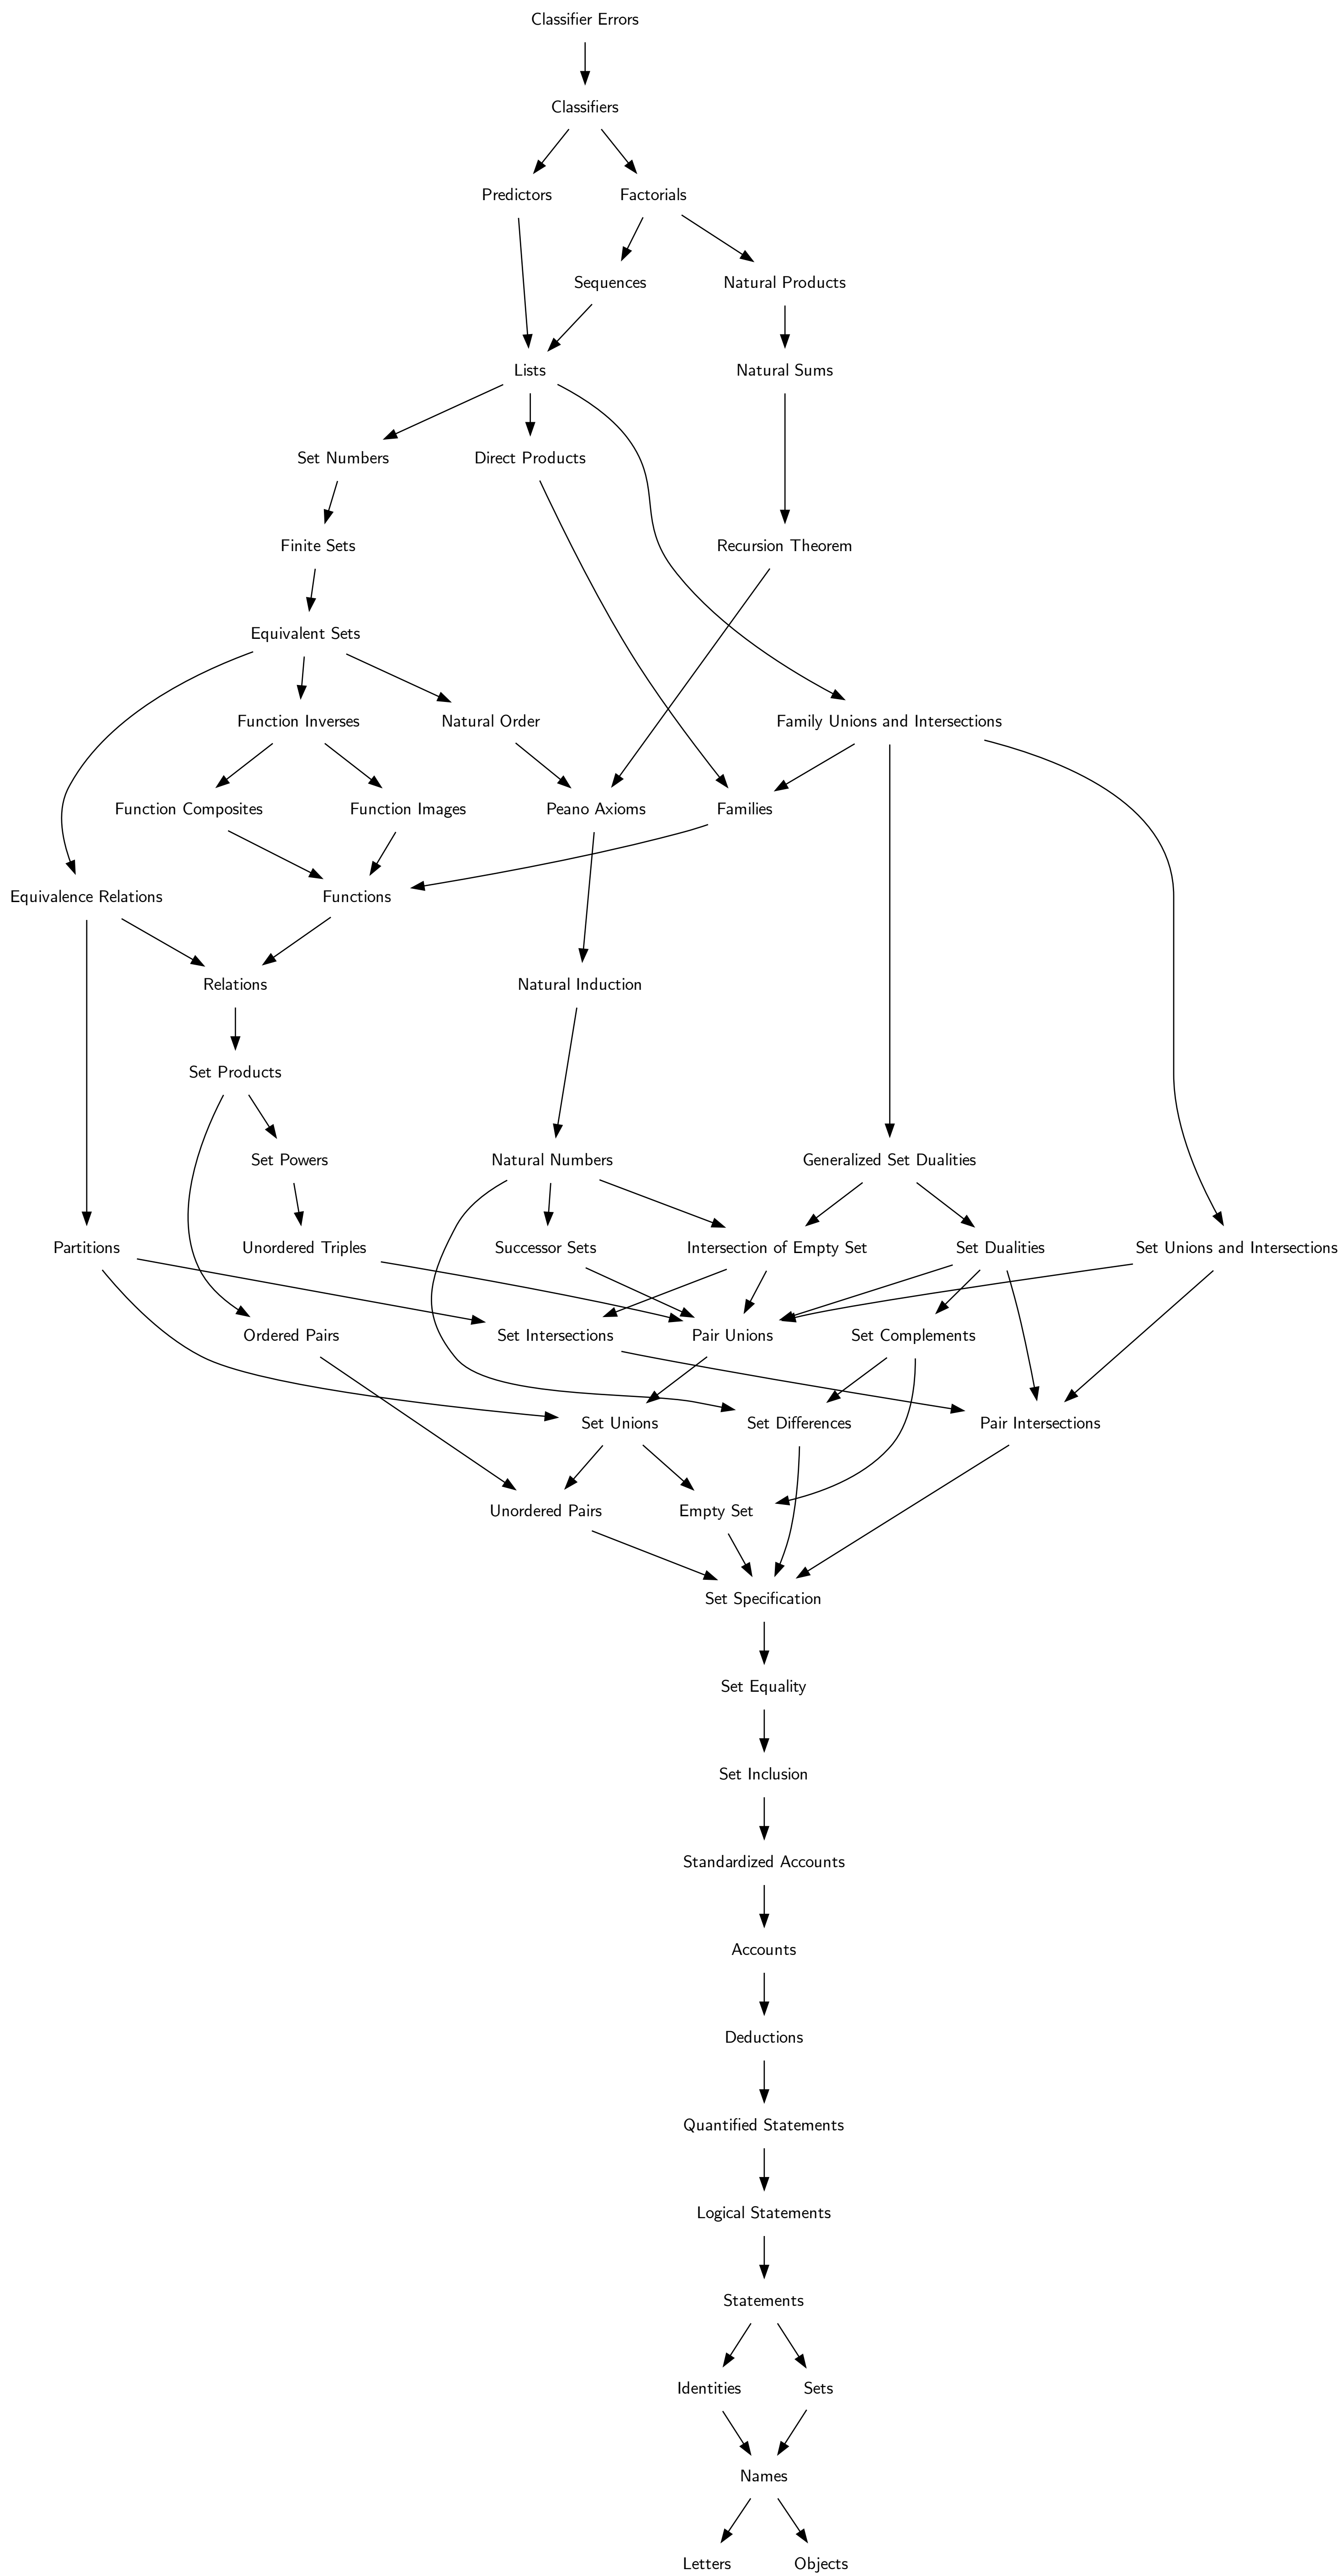 Classifier Errors
Classifiers
Predictors
Factorials
Sequences
Natural Products
Lists
Natural Sums
Set Numbers
Direct Products
Finite Sets
Recursion Theorem
Equivalent Sets
Function Inverses
Natural Order
Family Unions and Intersections
Function Composites
Function Images
Peano Axioms
Families
Equivalence Relations
Functions
Relations
Natural Induction
Set Products
Set Powers
Natural Numbers
Generalized Set Dualities
Partitions
Unordered Triples
Successor Sets
Intersection of Empty Set
Set Dualities
Set Unions and Intersections
Ordered Pairs
Set Intersections
Pair Unions
Set Complements
Set Unions
Set Differences
Pair Intersections
Unordered Pairs
Empty Set
Set Specification
Set Equality
Set Inclusion
Standardized Accounts
Accounts
Deductions
Quantified Statements
Logical Statements
Statements
Identities
Sets
Names
Letters
Objects